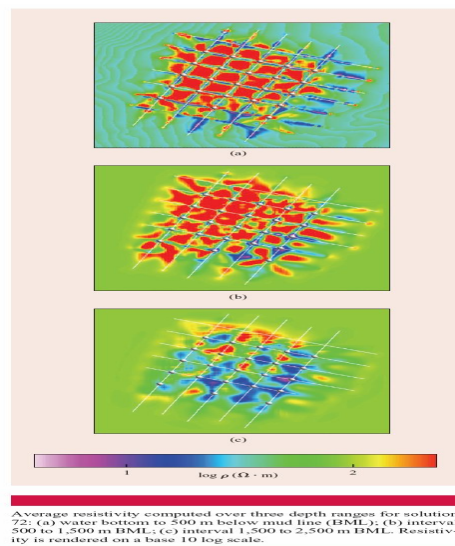 (a)
(b)
(c)
1
log ρ (Ω · m)
2
Average resistivity computed over three depth ranges for solution
72: (a) water bottom to 500 m below mud line (BML); (b) interval
500 to 1,500 m BML; (c) interval 1,500 to 2,500 m BML. Resistiv-
ity is rendered on a base 10 log scale.